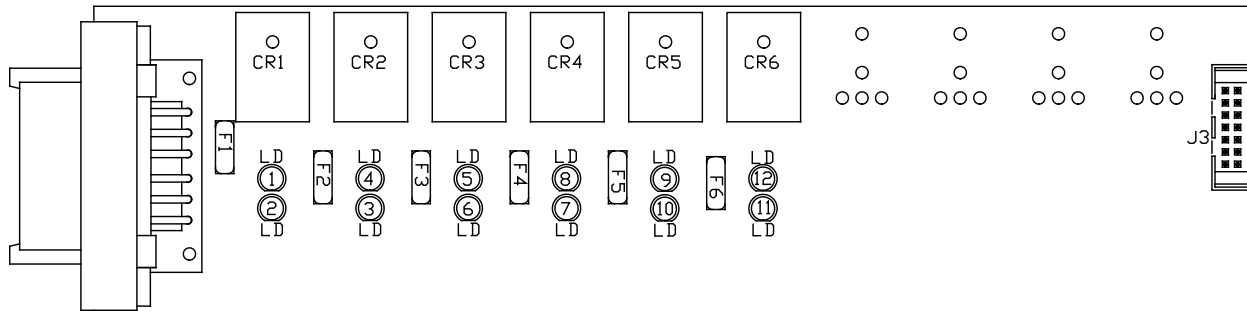 CR1 CR2 CR3 CR4 CR5 CR6
J3
F1
LD LD LD LD LD LD
F2 F3 F4 F5 F6
1 4 5 8 9 12
2 3 6 7 10 11
LD LD LD LD LD LD